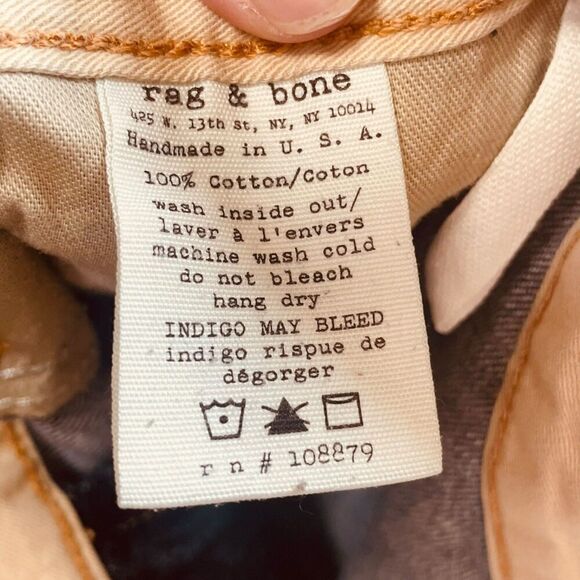 rag & bone
425 W. 13th st, NY, NY 10014
Handmade in U. S. A.
100% Cotton/Coton
wash inside out/
laver à l'envers
machine wash cold
do not bleach
hang dry
INDIGO MAY BLEED
indigo rispue de
dégorger
r n # 108879